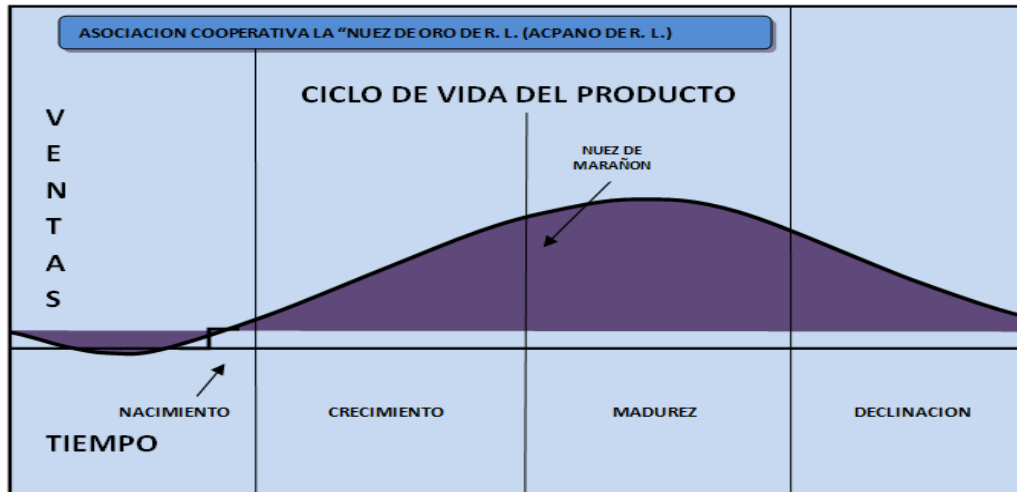 ASOCIACION COOPERATIVA LA “NUEZ DE ORO DE R. L. (ACPANO DE R. L.)
CICLO DE VIDA DEL PRODUCTO
VENTAS
NUEZ DE
MARAÑON
NACIMIENTO
CRECIMIENTO
MADUREZ
DECLINACION
TIEMPO